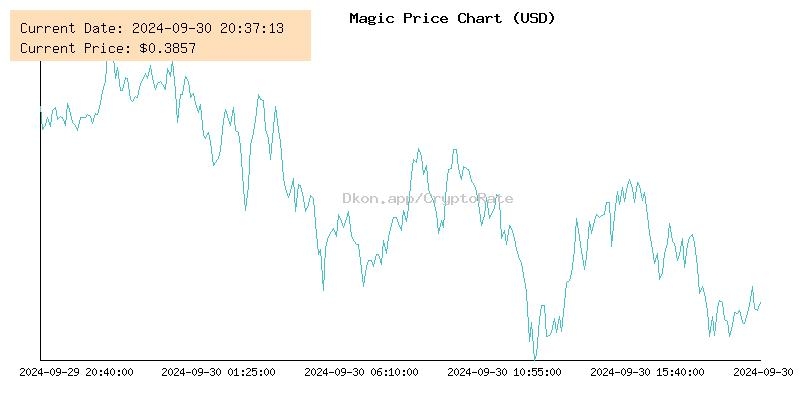 Magic Price Chart (USD)
Current Date: 2024-09-30 20:37:13
Current Price: $0.3857
Dkon.app/CryptoRate
2024-09-29 20:40:00 2024-09-30 01:25:00 2024-09-30 06:10:00 2024-09-30 10:55:00 2024-09-30 15:40:00 2024-09-30